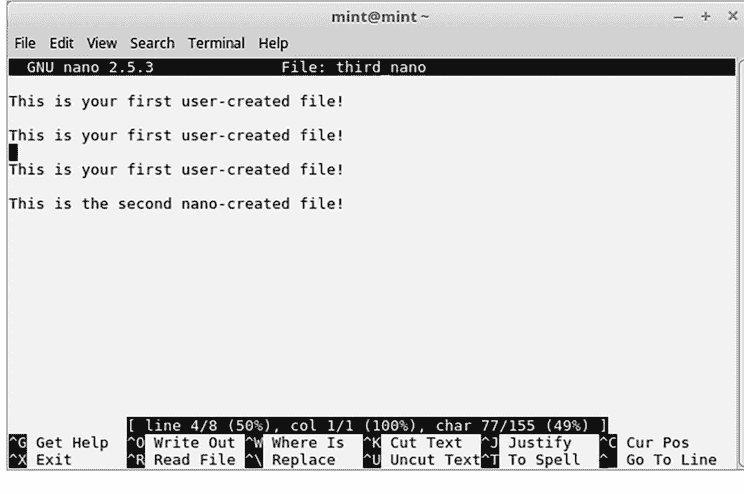 mint@mint ~ – + ×
File Edit View Search Terminal Help
GNU nano 2.5.3 File: third_nano
This is your first user-created file!
This is your first user-created file!
This is your first user-created file!
This is the second nano-created file!
[ line 4/8 (50%), col 1/1 (100%), char 77/155 (49%) ]
^G Get Help ^O Write Out ^W Where Is ^K Cut Text ^J Justify ^C Cur Pos
^X Exit ^R Read File ^\ Replace ^U Uncut Text ^T To Spell ^_ Go To Line